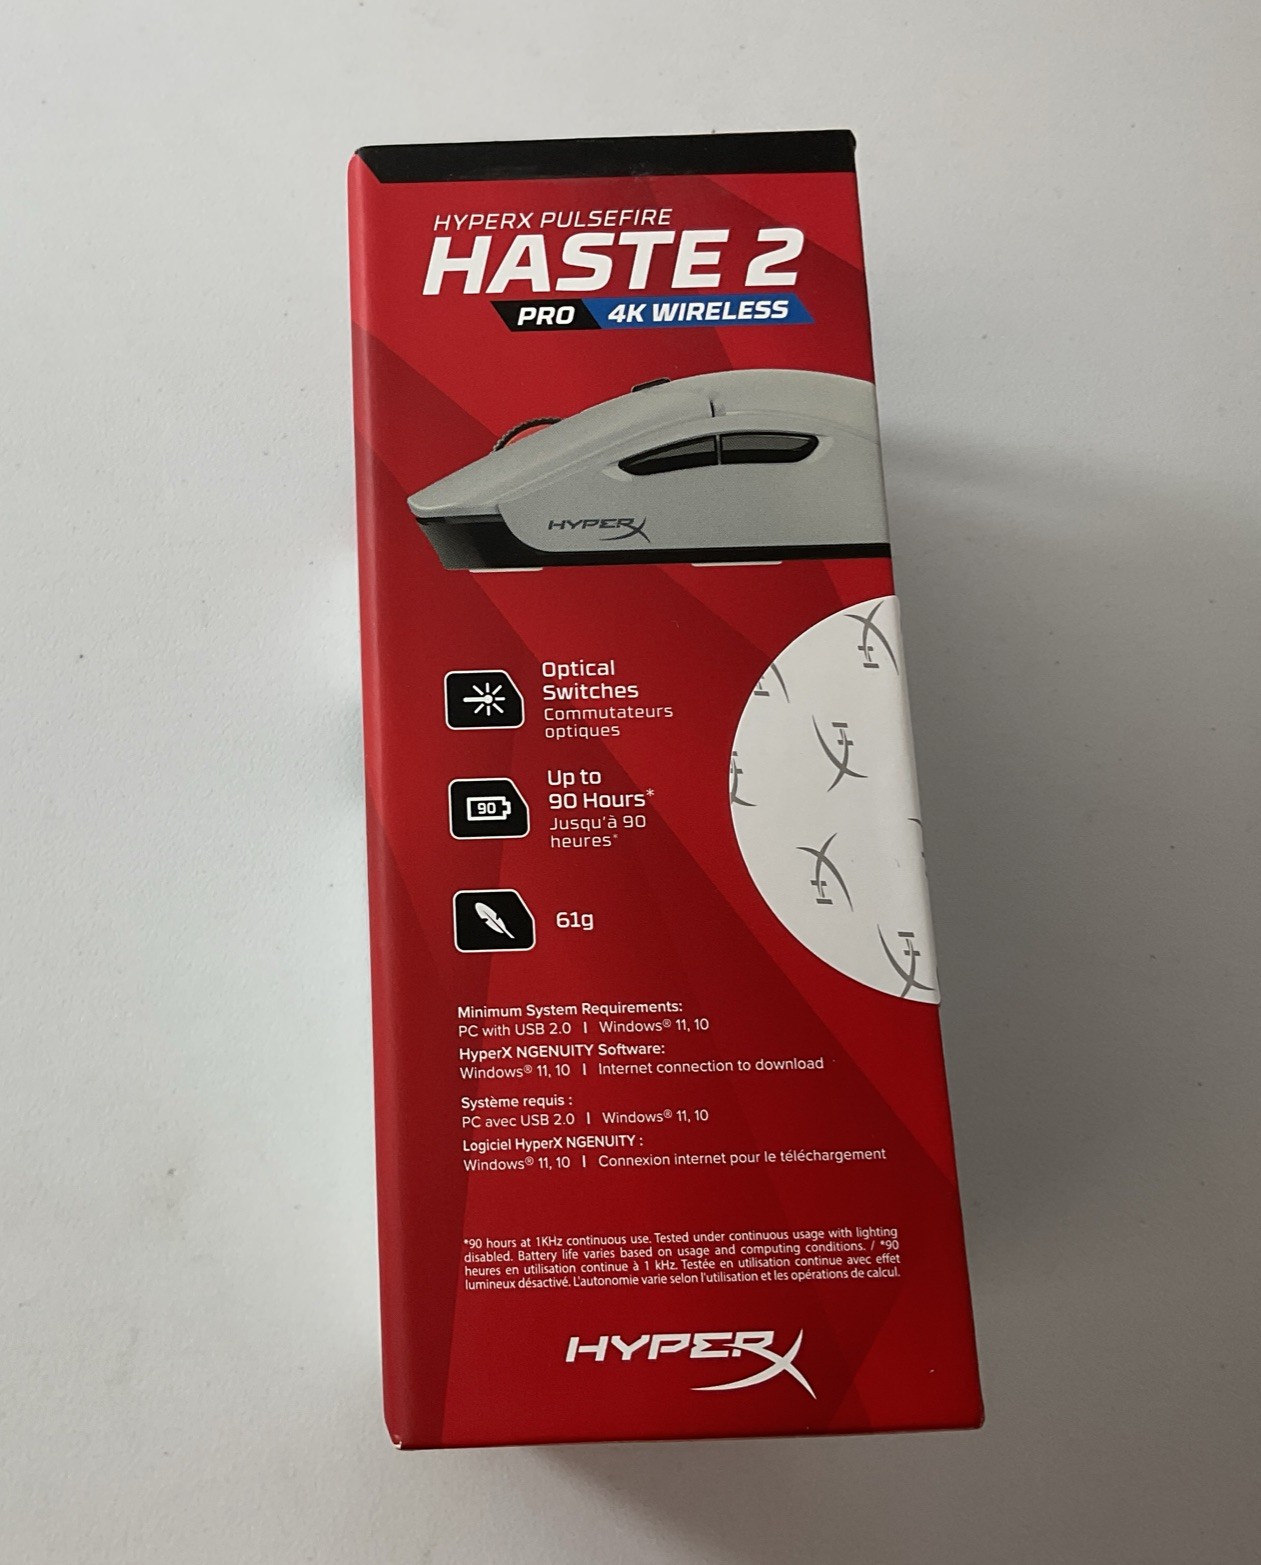 HYPERX PULSEFIRE
HASTE 2
PRO 4K WIRELESS
HYPERX
Optical
Switches
Commutateurs
optiques
90
Up to
90 Hours*
Jusqu'à 90
heures*
61g
Minimum System Requirements:
PC with USB 2.0 | Windows® 11, 10
HyperX NGENUITY Software:
Windows® 11, 10 | Internet connection to download
Système requis :
PC avec USB 2.0 | Windows® 11, 10
Logiciel HyperX NGENUITY :
Windows® 11, 10 | Connexion internet pour le téléchargement
*90 hours at 1KHz continuous use. Tested under continuous usage with lighting
disabled. Battery life varies based on usage and computing conditions. / *90
heures en utilisation continue à 1 kHz. Testée en utilisation continue avec effet
lumineux désactivé. L'autonomie varie selon l'utilisation et les opérations de calcul.
HYPERX